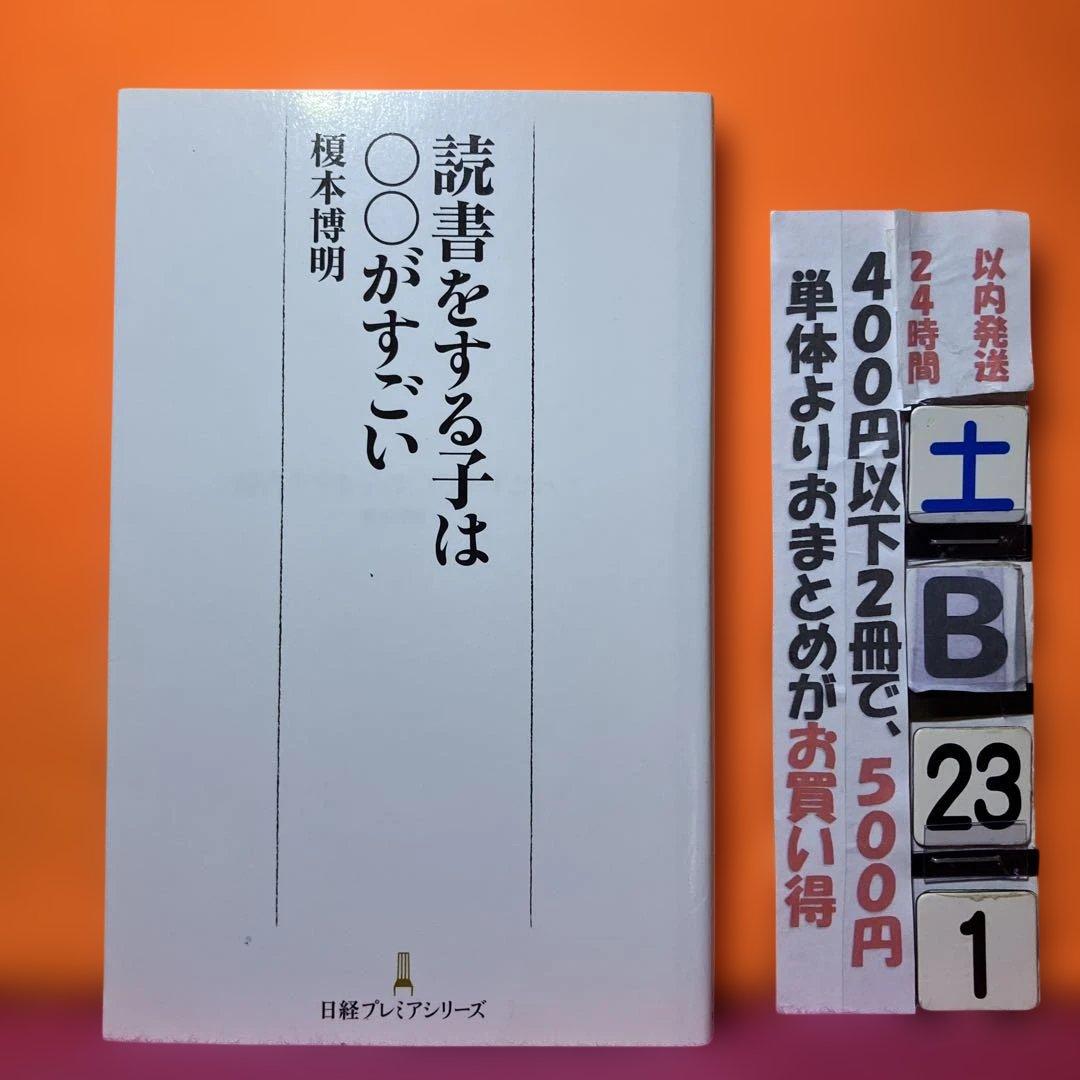 読書をする子は
〇〇がすごい
榎本博明
日経プレミアシリーズ
以内発送
24時間
400円以下2冊で、500円
単体よりおまとめがお買い得
土
B
23
1